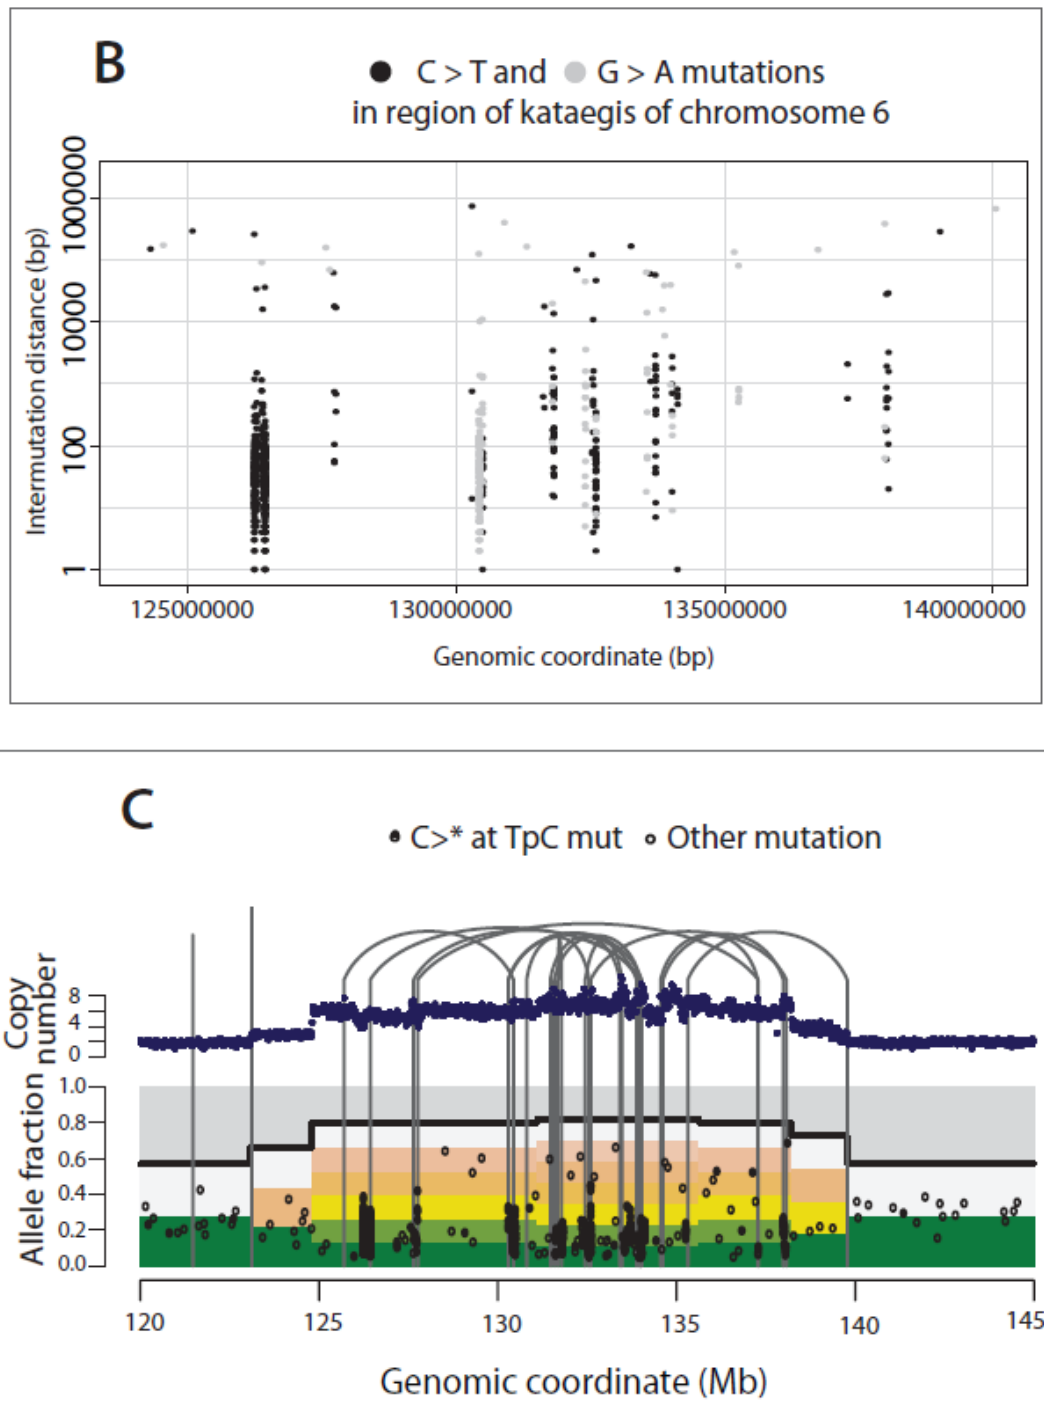 B
C > T and G > A mutations
in region of kataegis of chromosome 6
Intermutation distance (bp)
1000000
10000
100
1
125000000 130000000 135000000 140000000
Genomic coordinate (bp)
C
C>* at TpC mut Other mutation
Copy
number
8
4
0
Allele fraction
1.0
0.8
0.6
0.4
0.2
0.0
120 125 130 135 140 145
Genomic coordinate (Mb)